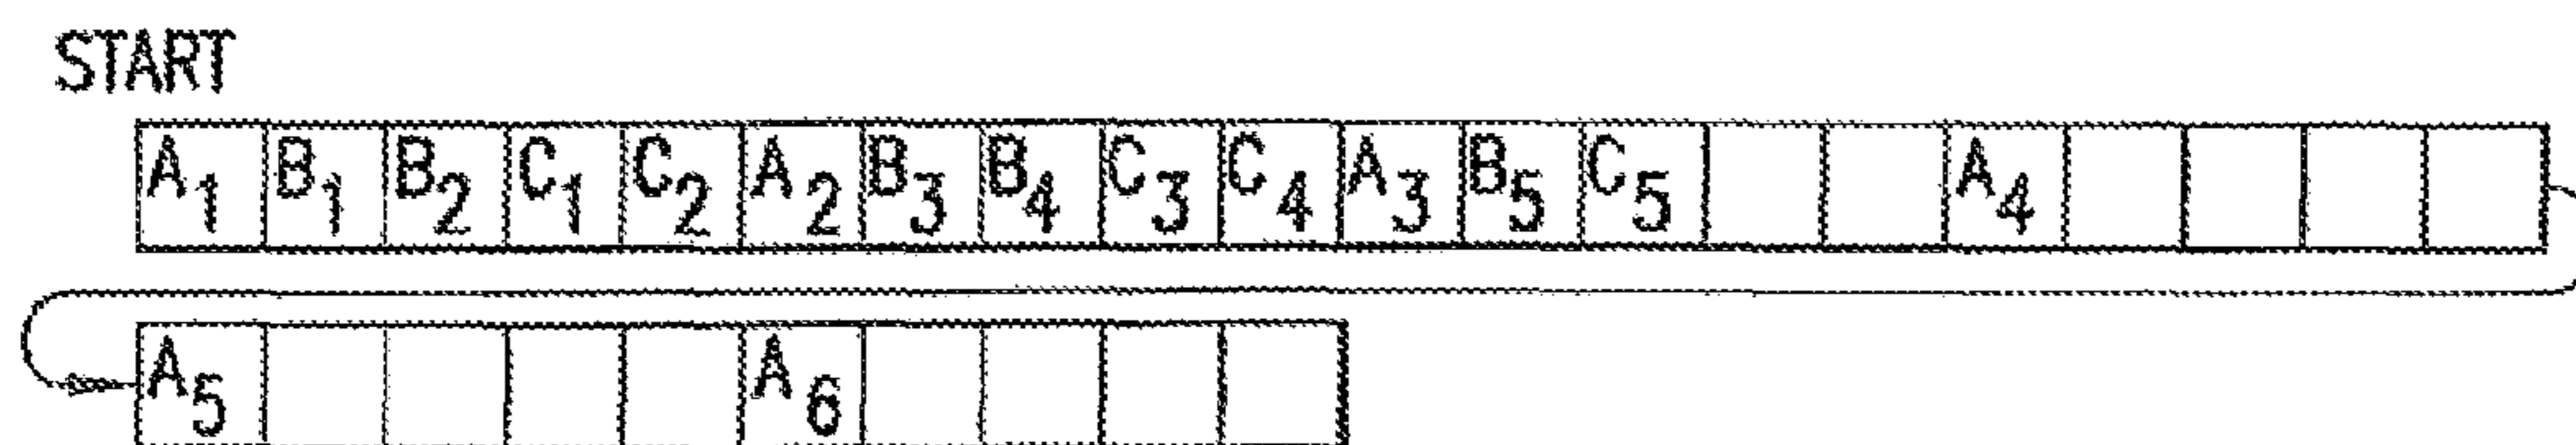 START
A₁ B₁ B₂ C₁ C₂ A₂ B₃ B₄ C₃ C₄ A₃ B₅ C₅ A₄
A₅ A₆